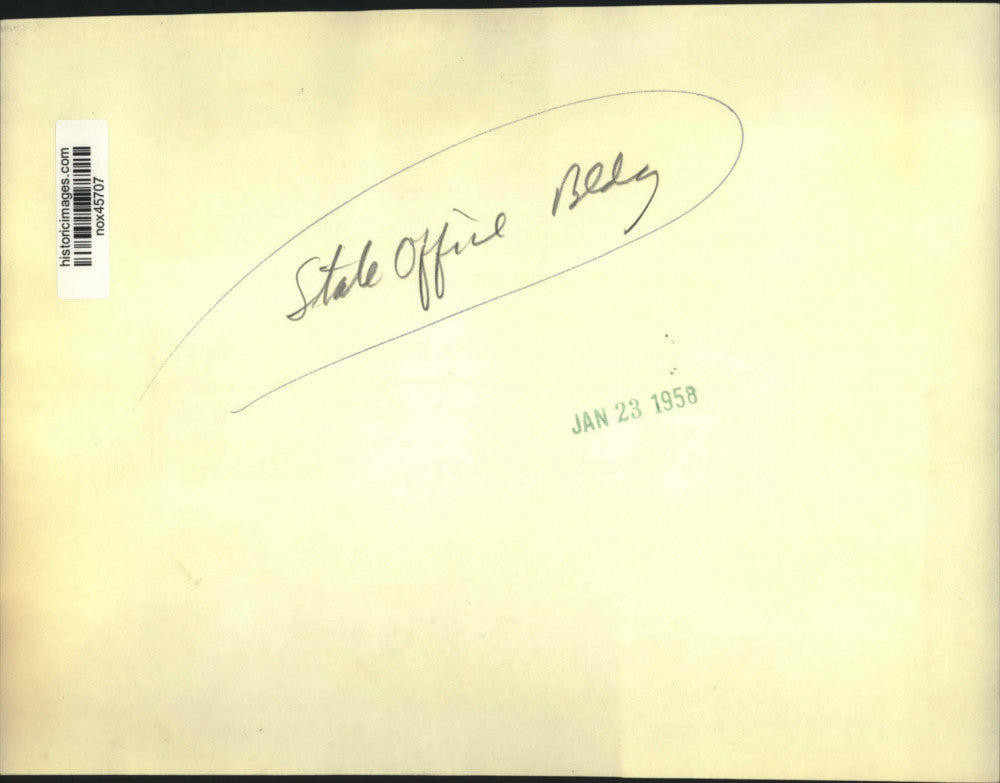 historicimages.com
nox45707
State Office Bldg
JAN 23 1958